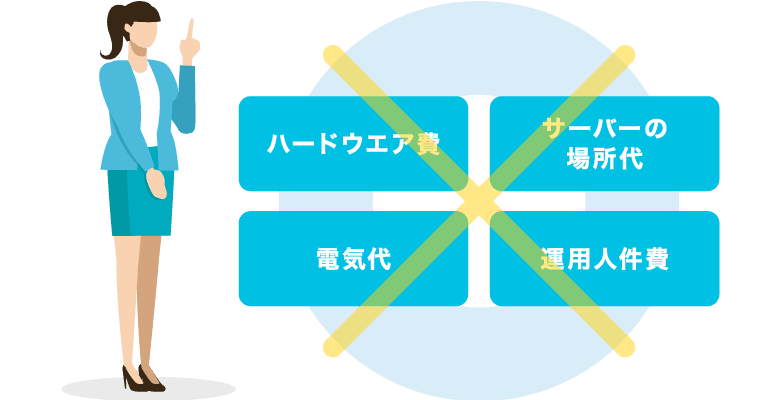 ハードウエア費
サーバーの
場所代
電気代
運用人件費